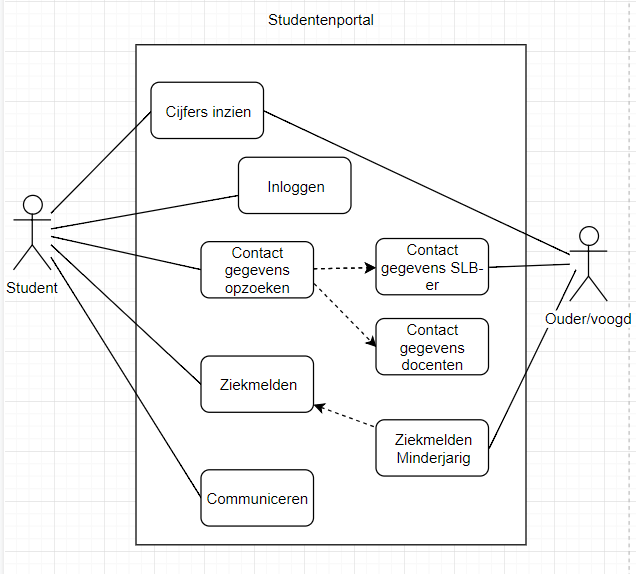 Studentenportal
Cijfers inzien
Inloggen
Contact
gegevens
opzoeken
Contact
gegevens SLB-
er
Student
Ouder/voogd
Contact
gegevens
docenten
Ziekmelden
Ziekmelden
Minderjarig
Communiceren